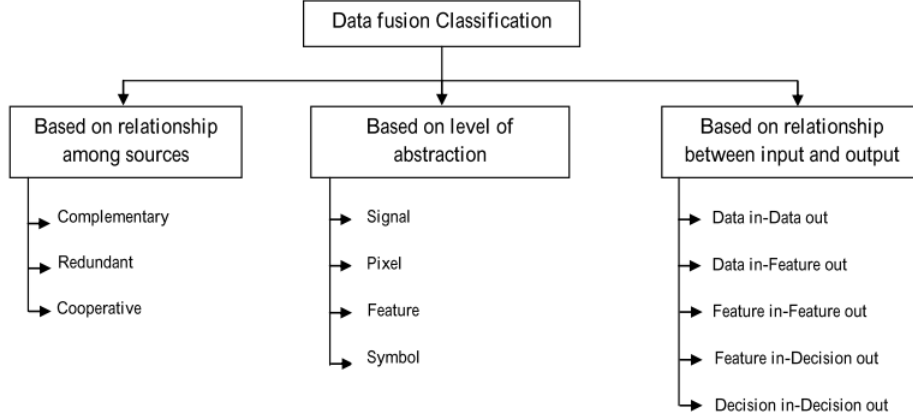 Data fusion Classification
Based on relationship
among sources
Complementary
Redundant
Cooperative
Based on level of
abstraction
Signal
Pixel
Feature
Symbol
Based on relationship
between input and output
Data in-Data out
Data in-Feature out
Feature in-Feature out
Feature in-Decision out
Decision in-Decision out